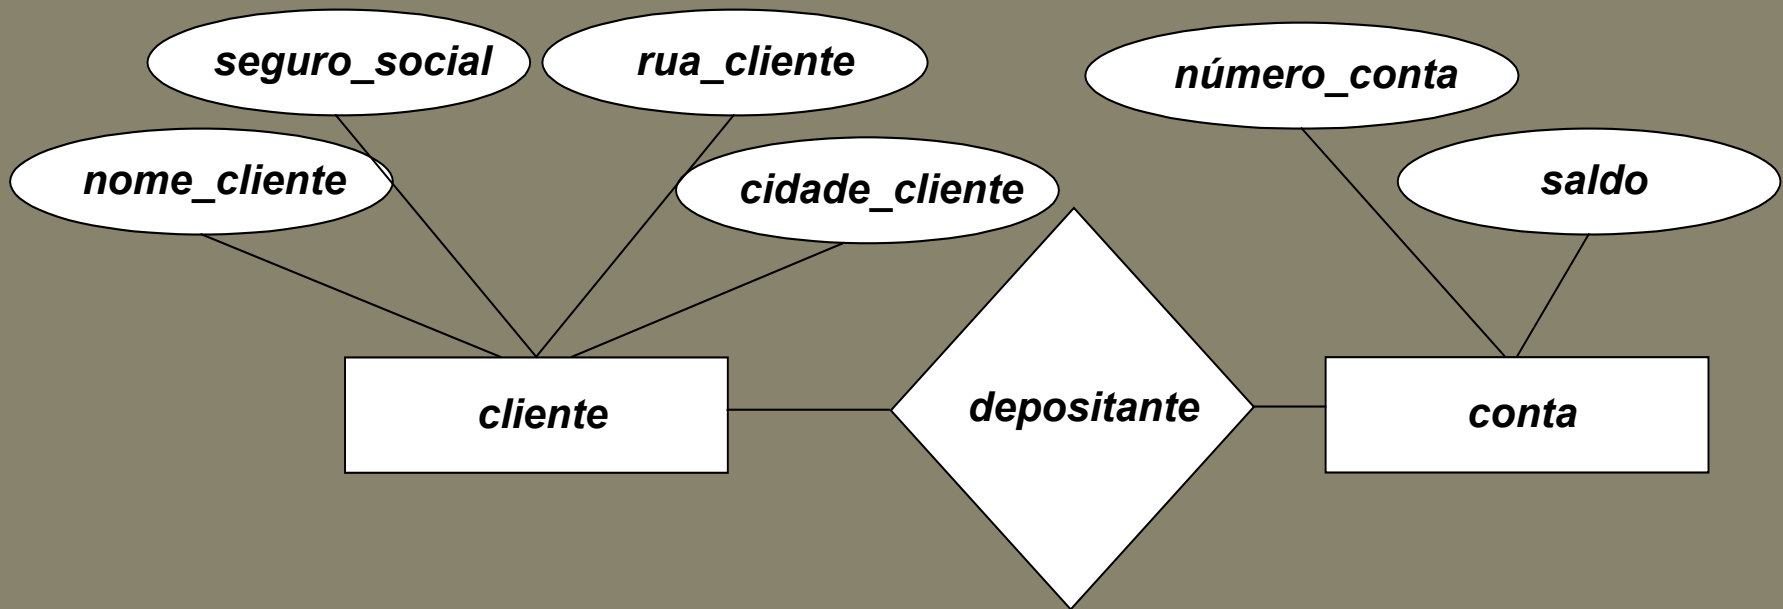 seguro_social
rua_cliente
número_conta
nome_cliente
cidade_cliente
saldo
cliente
depositante
conta